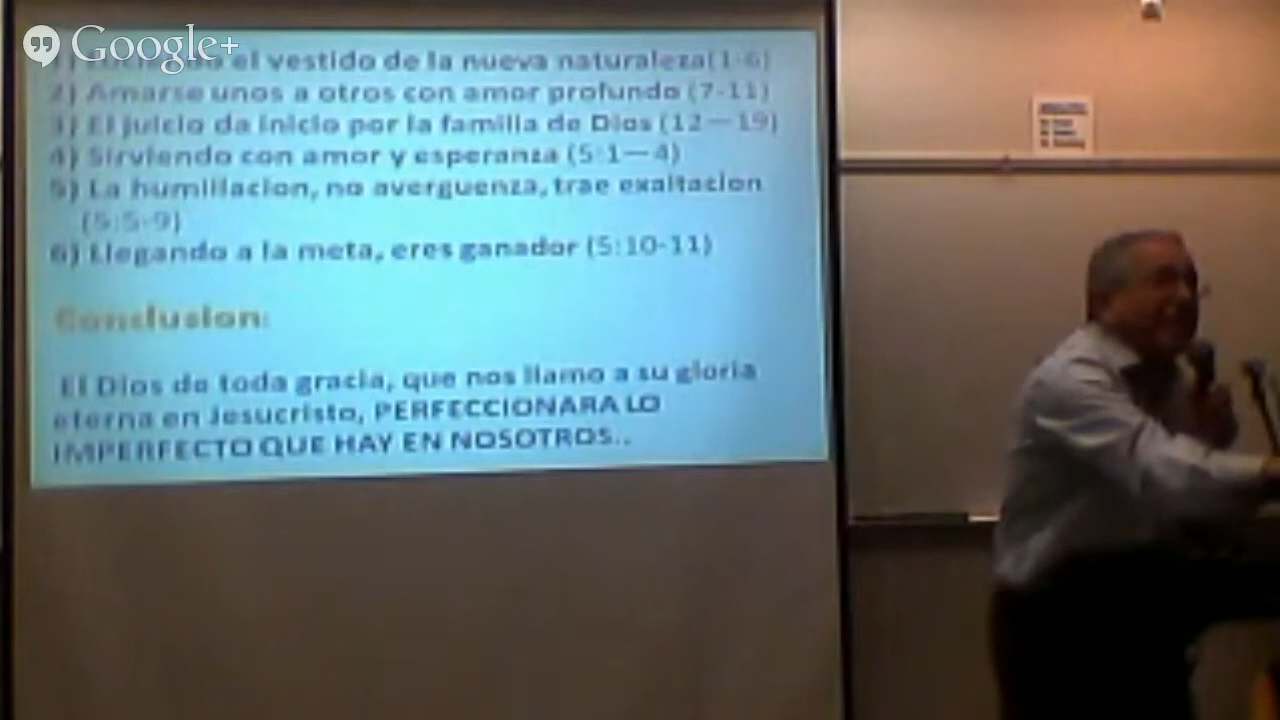 Google+
el vestido de la nueva naturaleza(1-6)
2) Amarse unos a otros con amor profundo (7-11)
3) El juicio da inicio por la familia de Dios (12—19)
4) Sirviendo con amor y esperanza (5:1—4)
5) La humillacion, no averguenza, trae exaltacion
(5:5-9)
6) Llegando a la meta, eres ganador (5:10-11)
Conclusion:
El Dios de toda gracia, que nos llamo a su gloria
eterna en Jesucristo, PERFECCIONARA LO
IMPERFECTO QUE HAY EN NOSOTROS..